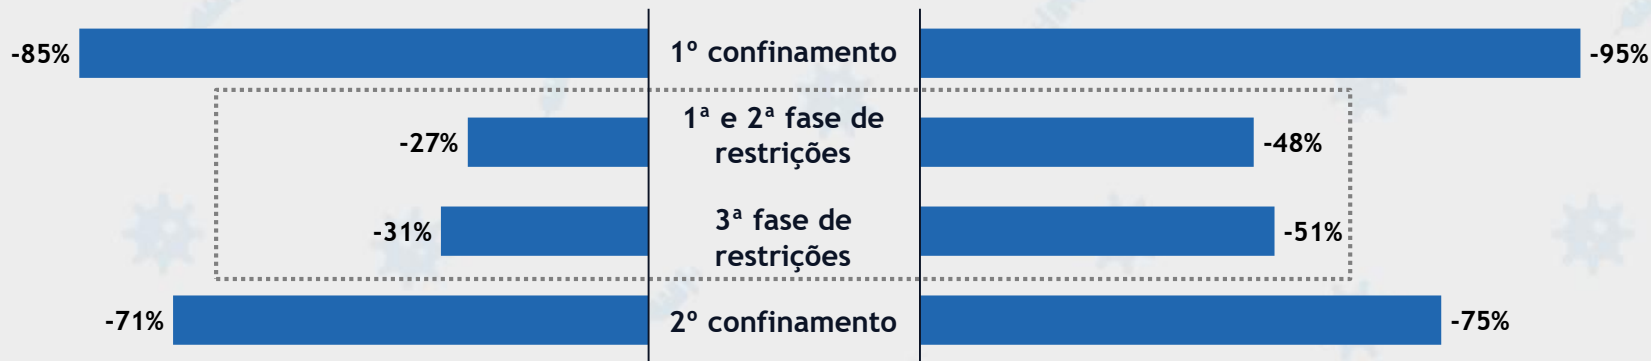 -85% 1º confinamento -95%
-27% 1ª e 2ª fase de -48%
restrições
-31% 3ª fase de -51%
restrições
-71% 2º confinamento -75%